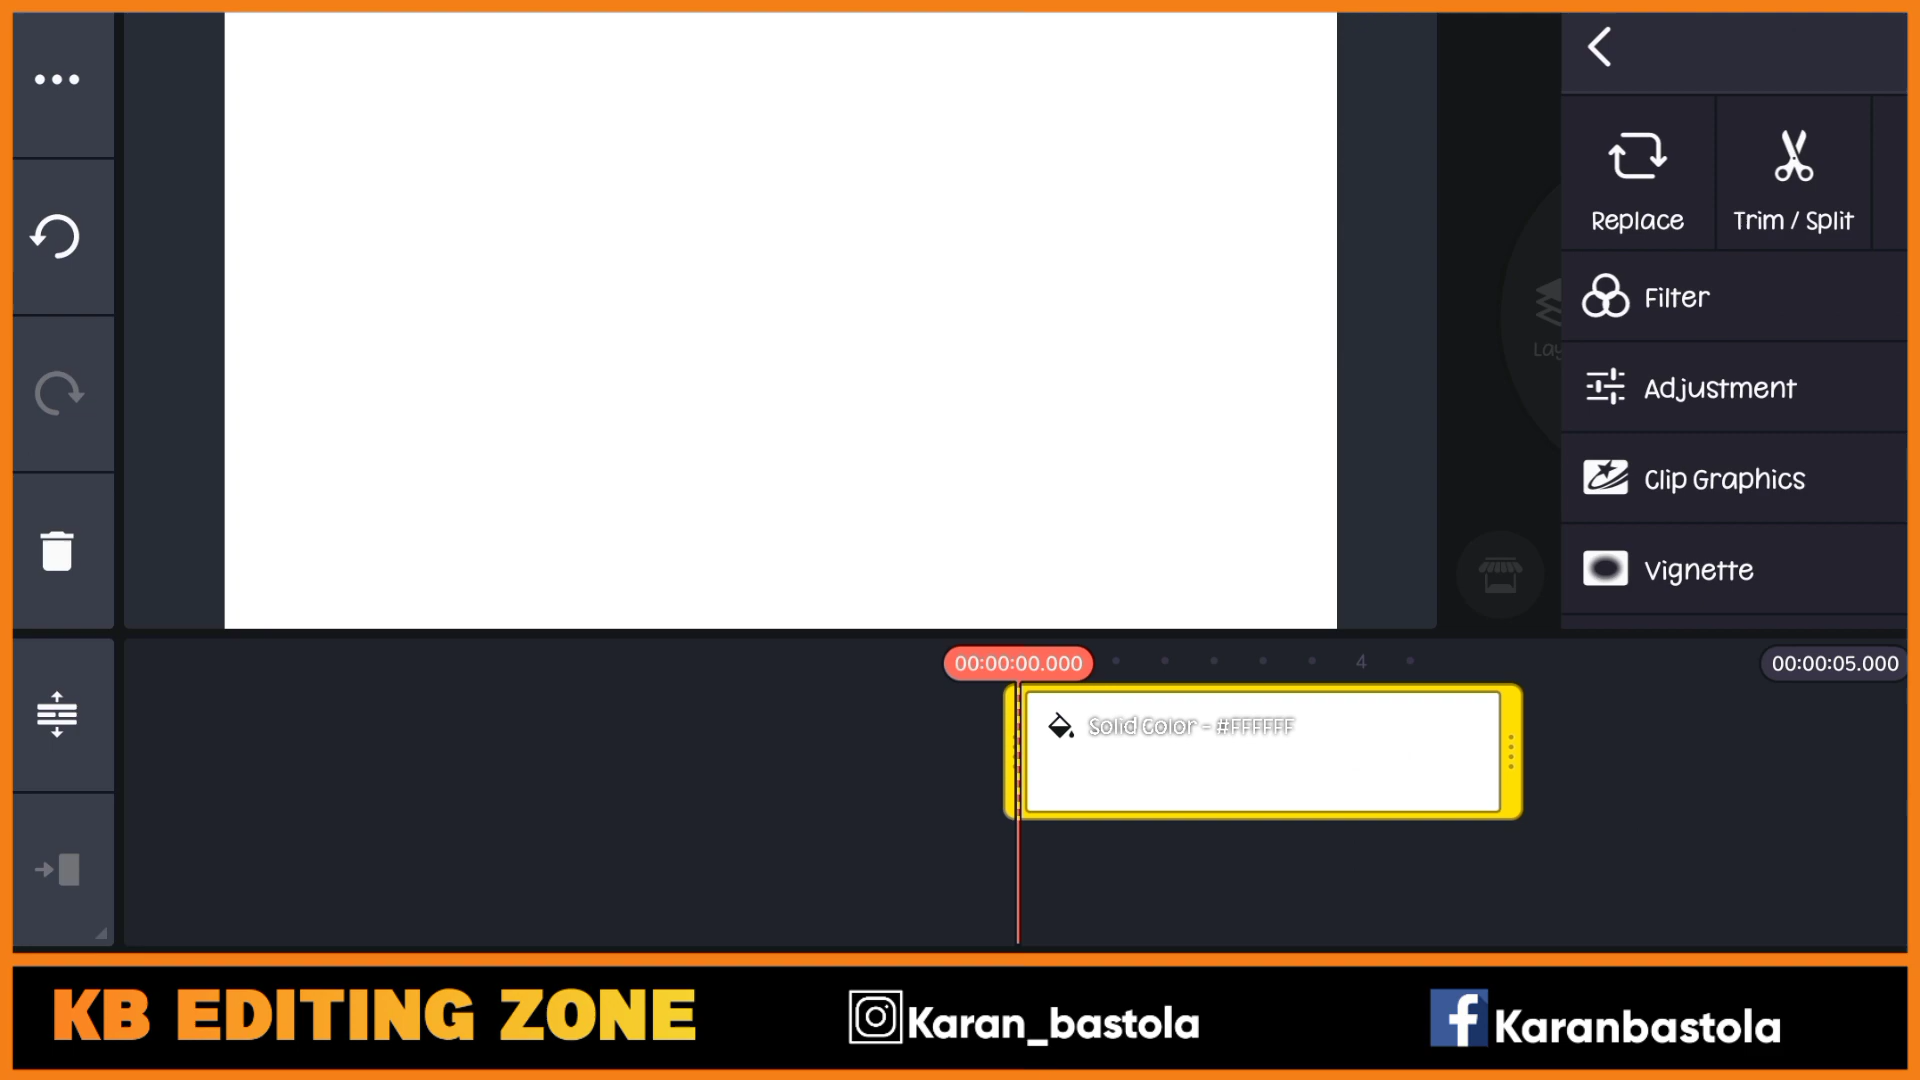 Replace
Trim / Split
Filter
Lay
Adjustment
Clip Graphics
Vignette
00:00:00.000
4
00:00:05.000
Solid Color - #FFFFFF
KB EDITING ZONE
Karan_bastola
Karanbastola